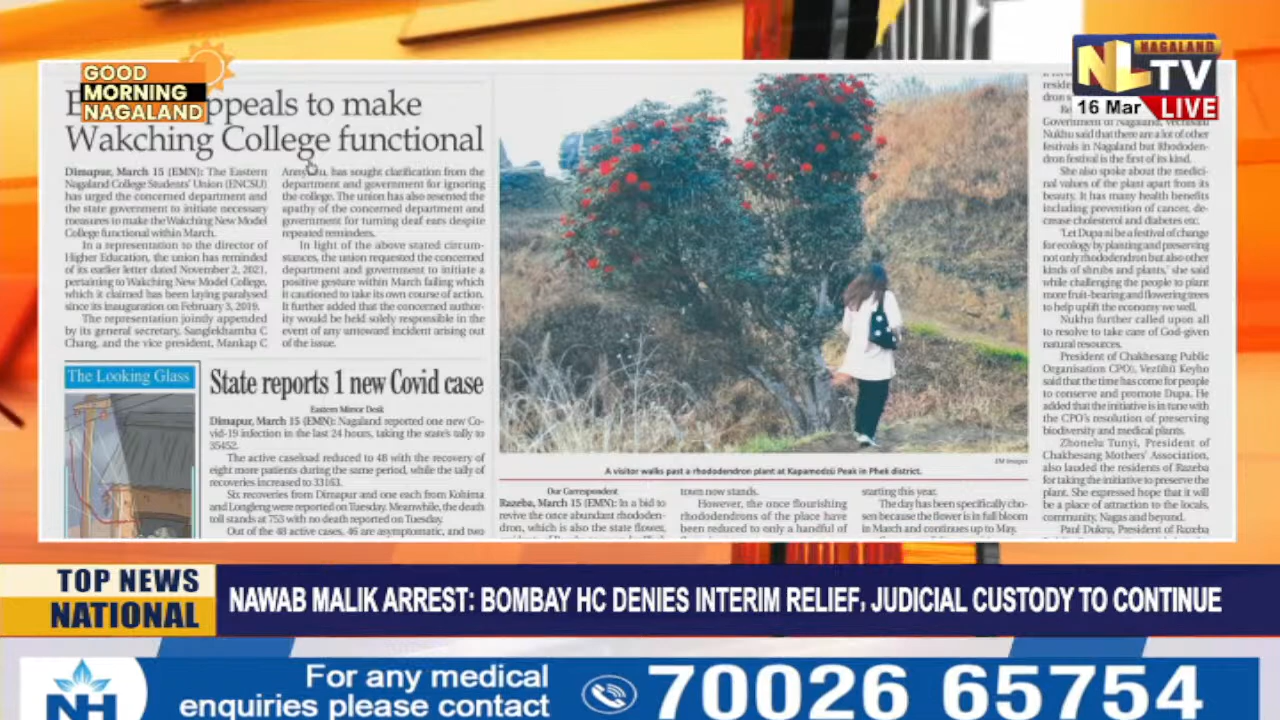 GOOD
MORNING
NAGALAND
NAGALAND
NL TV
16 Mar LIVE
ppeals to make
Wakching College functional
Dimapur, March 15 (EMN): The Eastern
Nagaland College Students' Union (ENCSU)
has urged the concerned department and
the state government to initiate necessary
measures to make the Wakching New Model
College functional within March.
In a representation to the director of
Higher Education, the union has reminded
of its earlier letter dated November 2, 2021,
pertaining to Wakching New Model College,
which it claimed has been laying paralysed
since its inauguration on February 3, 2019.
The representation jointly appended
by its general secretary, Sanglekhamba C
Chang, and the vice president, Mankap C
has sought clarification from the
department and government for ignoring
the college. The union has also resented the
apathy of the concerned department and
government for turning deaf ears despite
repeated reminders.
In light of the above stated circum-
stances, the union requested the concerned
department and government to initiate a
positive gesture within March failing which
it cautioned to take its own course of action.
It further added that the concerned author-
ity would be held solely responsible in the
event of any untoward incident arising out
of the issue.
The Looking Glass
State reports 1 new Covid case
Eastern Mirror Desk
Dimapur, March 15 (EMN): Nagaland reported one new Co-
vid-19 infection in the last 24 hours, taking the state's tally to
35452.
The active caseload reduced to 48 with the recovery of
eight more patients during the same period, while the tally of
recoveries increased to 33163.
Six recoveries from Dimapur and one each from Kohima
and Longleng were reported on Tuesday. Meanwhile, the death
toll stands at 753 with no death reported on Tuesday.
Out of the 48 active cases, 46 are asymptomatic, and two
EM Images
A visitor walks past a rhododendron plant at Kapamodzü Peak in Phek district.
Our Correspondent
Razeba, March 15 (EMN): In a bid to
revive the once abundant rhododen-
dron, which is also the state flower,
town now stands.
However, the once flourishing
rhododendrons of the place have
been reduced to only a handful of
starting this year.
The day has been specifically cho-
sen because the flower is in full bloom
in March and continues up to May.
Government of Nagaland,
Nukhu said that there are a lot of other
festivals in Nagaland but Rhododen-
dron festival is the first of its kind.
She also spoke about the medici-
nal values of the plant apart from its
beauty. It has many health benefits
including prevention of cancer, de-
crease cholesterol and diabetes etc.
'Let Dupa ni be a festival of change
for ecology by planting and preserving
not only rhododendron but also other
kinds of shrubs and plants,' she said
while challenging the people to plant
more fruit-bearing and flowering trees
to help uplift the economy as well.
Nukhu further called upon all
to resolve to take care of God-given
natural resources.
President of Chakhesang Public
Organisation CPO), Vezühü Keyho
said that the time has come for people
to conserve and promote Dupa. He
added that the initiative is in tune with
the CPO's resolution of preserving
biodiversity and medical plants.
Zhonelu Tunyi, President of
Chakhesang Mothers' Association,
also lauded the residents of Razeba
for taking the initiative to preserve the
plant. She expressed hope that it will
be a place of attraction to the locals,
community, Nagas and beyond.
Paul Dukru, President of Razeba
TOP NEWS
NATIONAL
NAWAB MALIK ARREST: BOMBAY HC DENIES INTERIM RELIEF, JUDICIAL CUSTODY TO CONTINUE
NH
For any medical
enquiries please contact
70026 65754